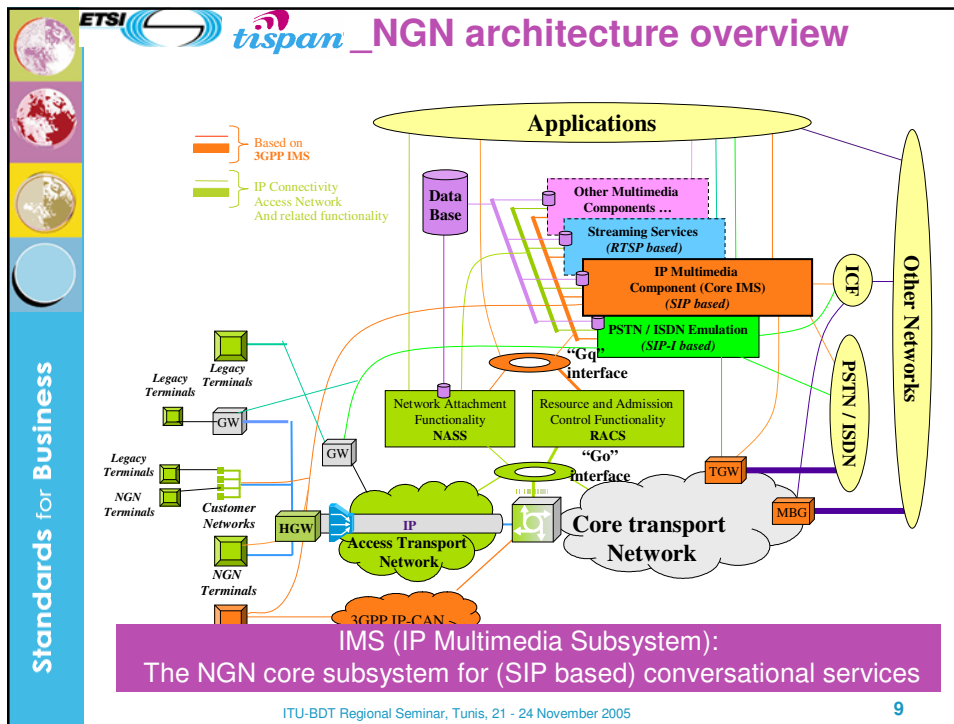 ETSI
tispan _NGN architecture overview
Applications
Based on
3GPP IMS
IP Connectivity
Access Network
And related functionality
Data
Base
Other Multimedia
Components …
Streaming Services
(RTSP based)
IP Multimedia
Component (Core IMS)
(SIP based)
PSTN / ISDN Emulation
(SIP-I based)
ICF
Other Networks
PSTN / ISDN
“Gq”
interface
Legacy
Terminals
Legacy
Terminals
GW
Network Attachment
Functionality
NASS
Resource and Admission
Control Functionality
RACS
GW
“Go”
interface
TGW
Legacy
Terminals
NGN
Terminals
Customer
Networks
HGW
IP
Access Transport
Network
Core transport
Network
MBG
NGN
Terminals
3GPP IP-CAN
IMS (IP Multimedia Subsystem):
The NGN core subsystem for (SIP based) conversational services
Standards for Business
ITU-BDT Regional Seminar, Tunis, 21 - 24 November 2005
9